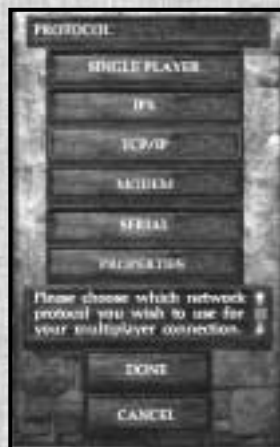 PROTOCOL
SINGLE PLAYER
IPX
TCP/IP
MODEM
SERIAL
PROPERTIES
Please choose which network
protocol you wish to use for
your multiplayer connection.
DONE
CANCEL